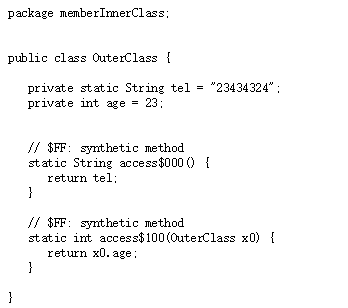 package memberInnerClass;
public class OuterClass {
private static String tel = "23434324";
private int age = 23;
// $FF: synthetic method
static String access$000() {
return tel;
}
// $FF: synthetic method
static int access$100(OuterClass x0) {
return x0.age;
}
}